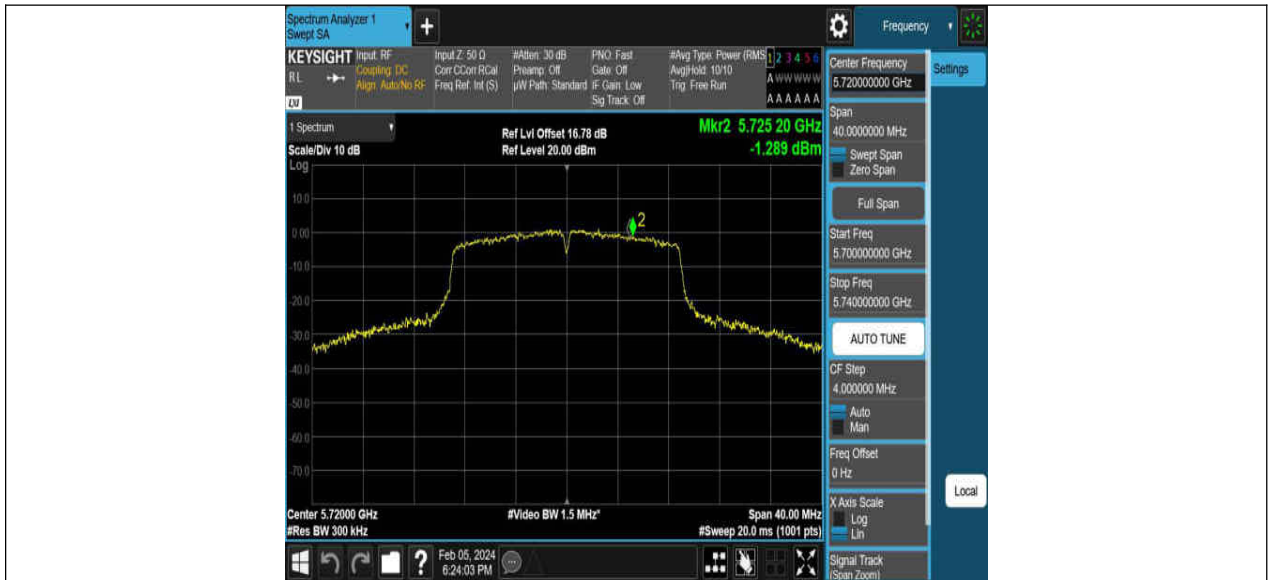 Spectrum Analyzer 1
Swept SA
+
Frequency
KEYSIGHT
RL
LXI
Input: RF
Coupling: DC
Align: Auto/No RF
Input Z: 50 Ω
Corr CCorr RCal
Freq Ref: Int (S)
#Atten: 30 dB
Preamp: Off
µW Path: Standard
PNO: Fast
Gate: Off
IF Gain: Low
Sig Track: Off
#Avg Type: Power (RMS
Avg|Hold: 10/10
Trig: Free Run
1 2 3 4 5 6
A W W W W W
A A A A A A
Center Frequency
5.720000000 GHz
Settings
Span
40.0000000 MHz
Swept Span
Zero Span
Full Span
Start Freq
5.700000000 GHz
Stop Freq
5.740000000 GHz
AUTO TUNE
CF Step
4.000000 MHz
Auto
Man
Freq Offset
0 Hz
X Axis Scale
Log
Lin
Signal Track
(Span Zoom)
Local
1 Spectrum
Scale/Div 10 dB
Log
Ref Lvl Offset 16.78 dB
Ref Level 20.00 dBm
Mkr2 5.725 20 GHz
-1.289 dBm
2
10.0
0.00
-10.0
-20.0
-30.0
-40.0
-50.0
-60.0
-70.0
Center 5.72000 GHz
#Res BW 300 kHz
#Video BW 1.5 MHz*
Span 40.00 MHz
#Sweep 20.0 ms (1001 pts)
?
Feb 05, 2024
6:24:03 PM